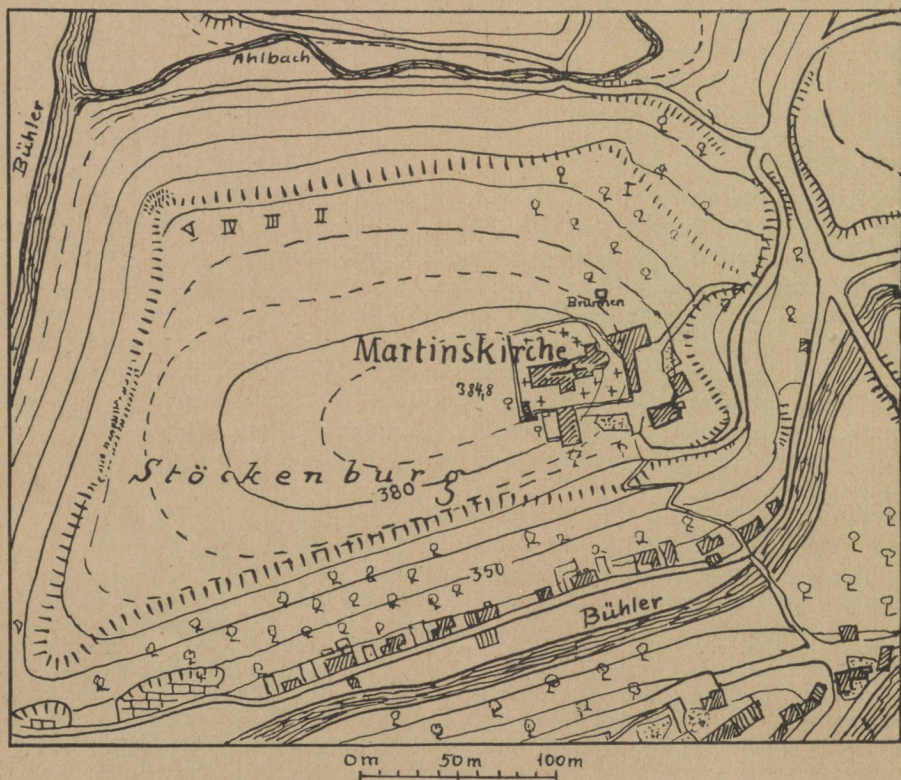 Ahlbach
Bühler
I
V IV III II
Brunnen
Martinskirche
384,8
Stöckenburg
380
350
Bühler
0m 50m 100m